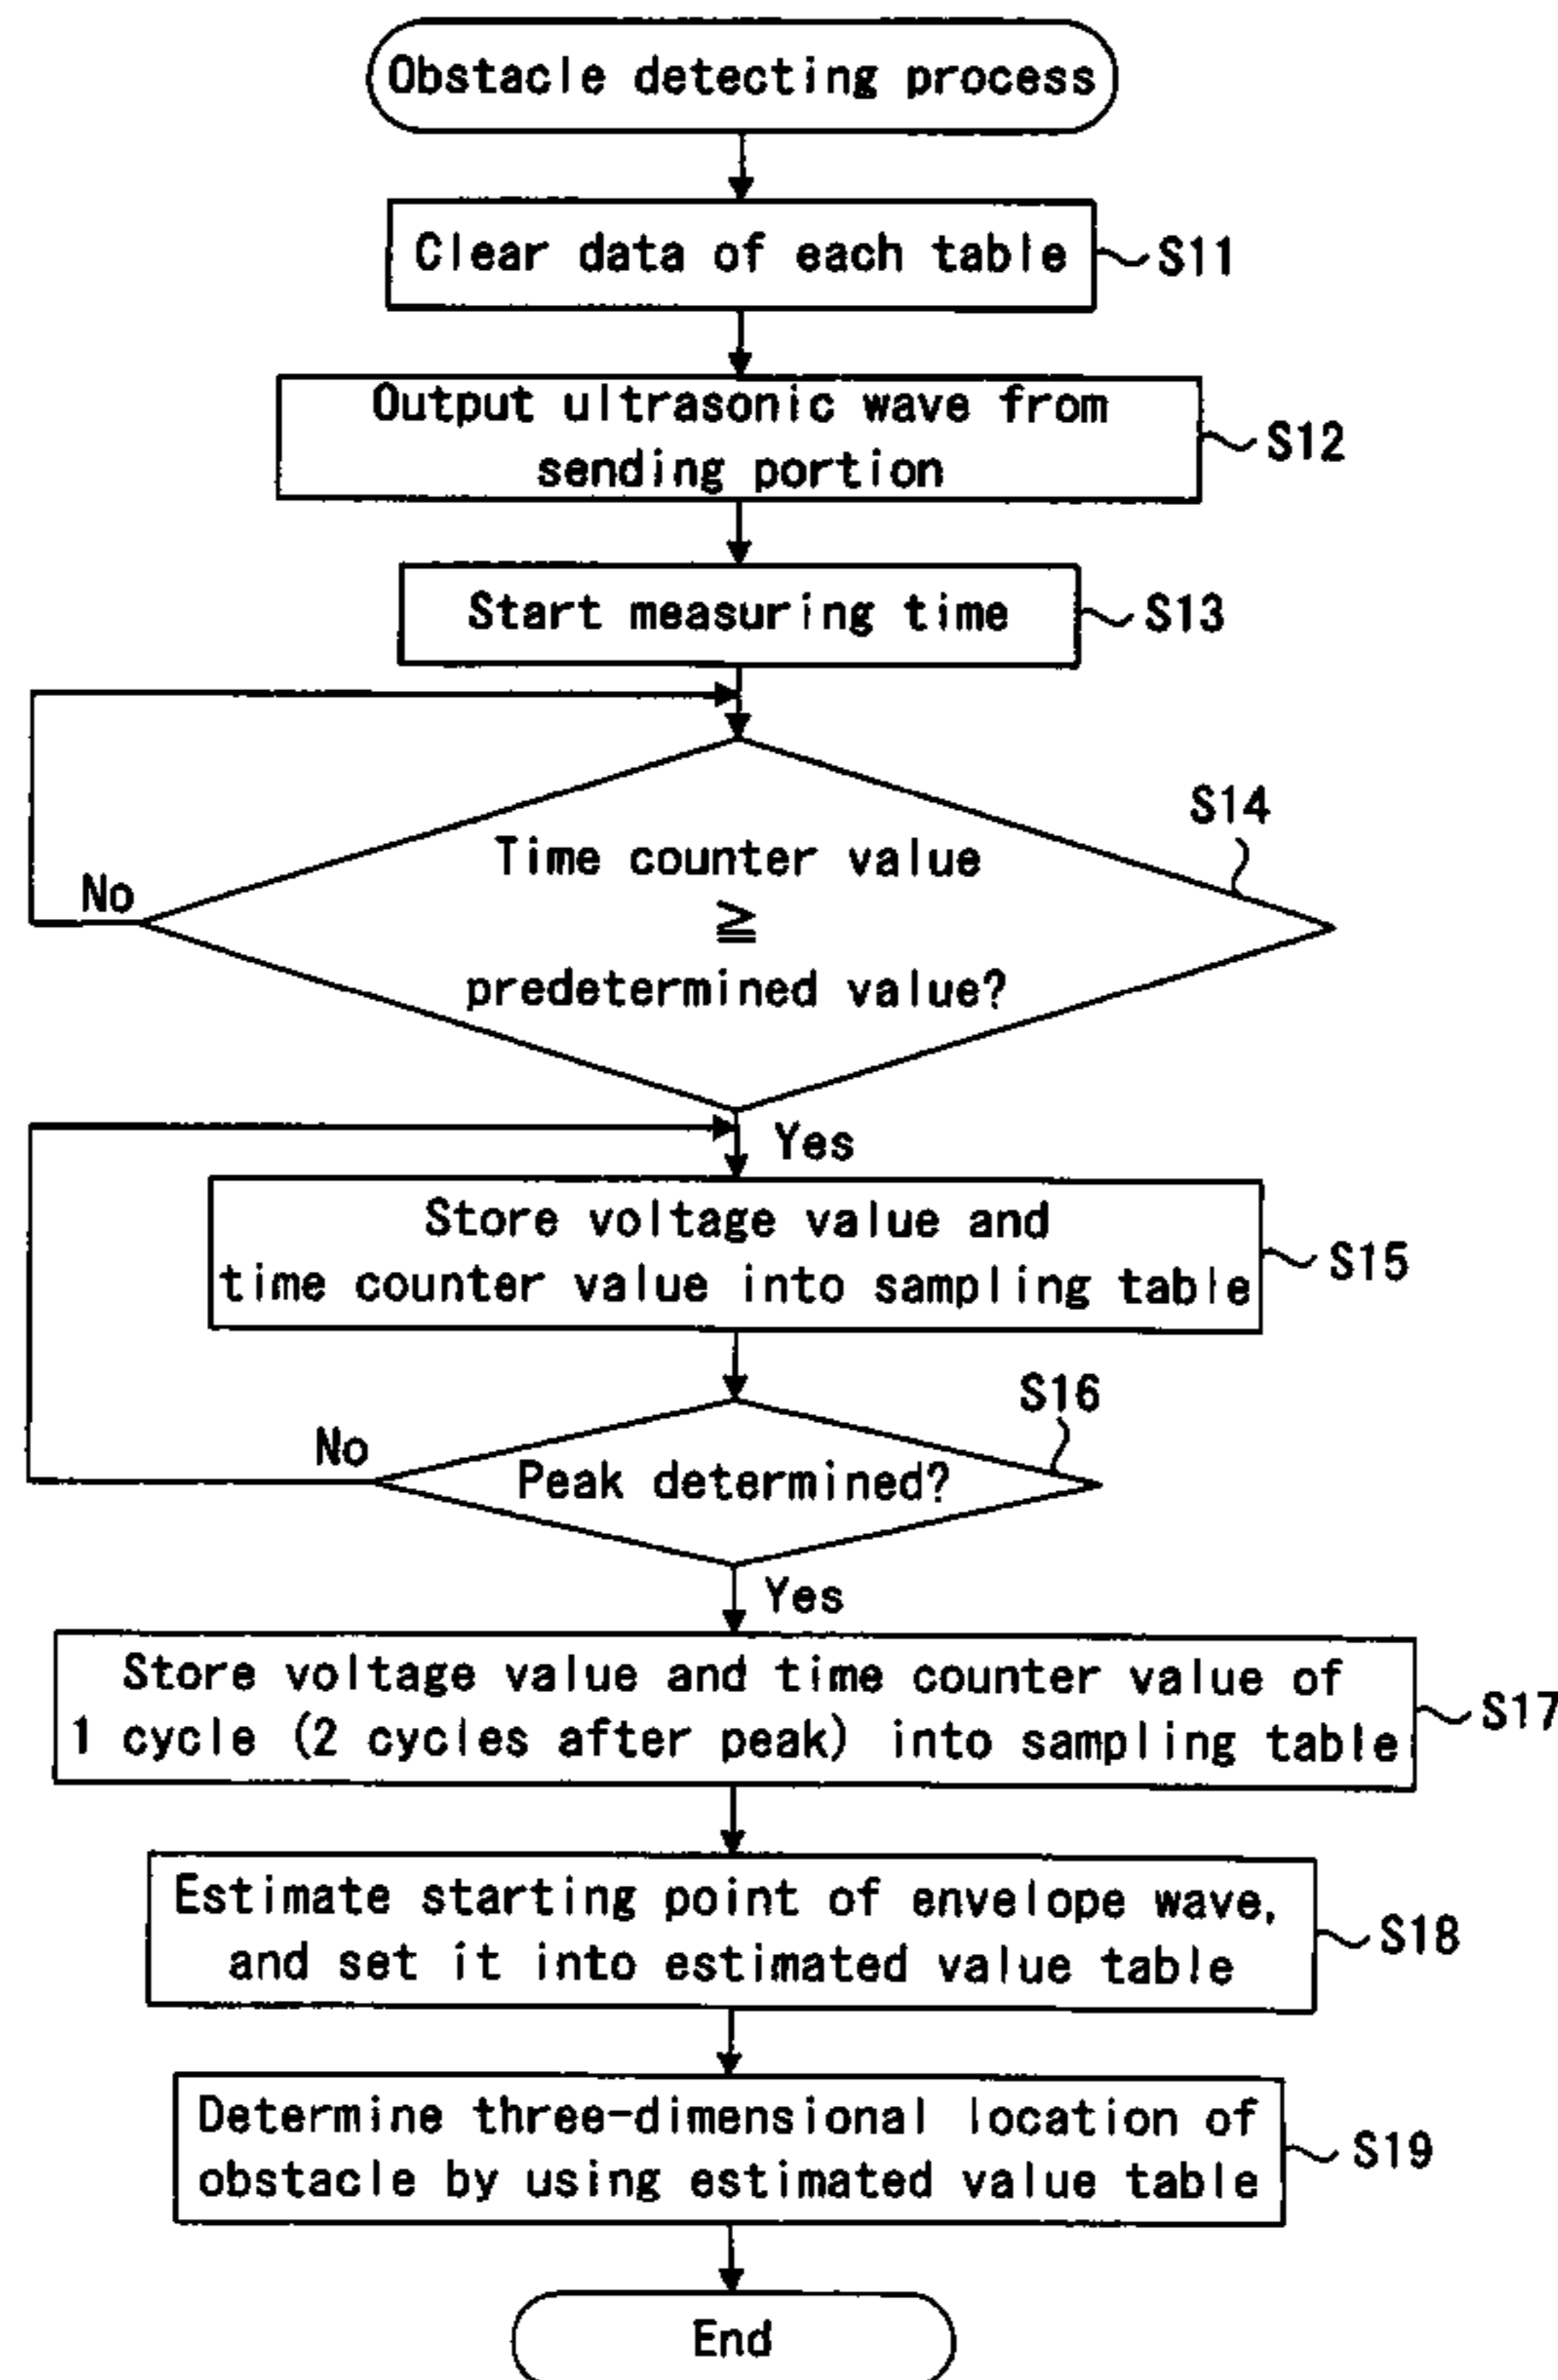 Obstacle detecting process
Clear data of each table
S11
Output ultrasonic wave from
sending portion
S12
Start measuring time
S13
S14
Time counter value
≧
predetermined value?
No
Yes
Store voltage value and
time counter value into sampling table
S15
S16
No
Peak determined?
Yes
Store voltage value and time counter value of
1 cycle (2 cycles after peak) into sampling table
S17
Estimate starting point of envelope wave,
and set it into estimated value table
S18
Determine three-dimensional location of
obstacle by using estimated value table
S19
End